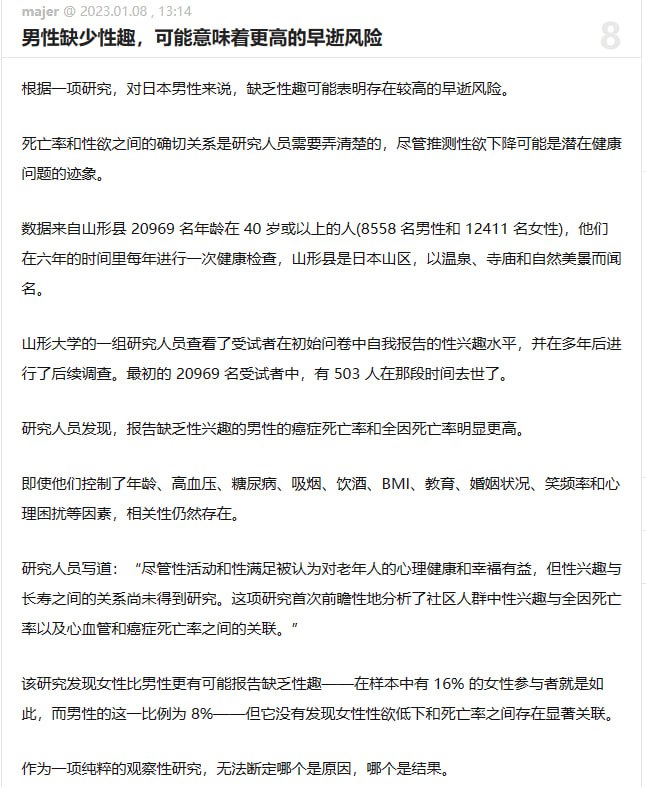 majer @ 2023.01.08 , 13:14
男性缺少性趣，可能意味着更高的早逝风险
8
根据一项研究，对日本男性来说，缺乏性趣可能表明存在较高的早逝风险。
死亡率和性欲之间的确切关系是研究人员需要弄清楚的，尽管推测性欲下降可能是潜在健康
问题的迹象。
数据来自山形县 20969 名年龄在 40 岁或以上的人(8558 名男性和 12411 名女性)，他们
在六年的时间里每年进行一次健康检查，山形县是日本山区，以温泉、寺庙和自然美景而闻
名。
山形大学的一组研究人员查看了受试者在初始问卷中自我报告的性兴趣水平，并在多年后进
行了后续调查。最初的 20969 名受试者中，有 503 人在那段时间去世了。
研究人员发现，报告缺乏性兴趣的男性的癌症死亡率和全因死亡率明显更高。
即使他们控制了年龄、高血压、糖尿病、吸烟、饮酒、BMI、教育、婚姻状况、笑频率和心
理困扰等因素，相关性仍然存在。
研究人员写道：“尽管性活动和性满足被认为对老年人的心理健康和幸福有益，但性兴趣与
长寿之间的关系尚未得到研究。这项研究首次前瞻性地分析了社区人群中性兴趣与全因死亡
率以及心血管和癌症死亡率之间的关联。”
该研究发现女性比男性更有可能报告缺乏性趣——在样本中有 16% 的女性参与者就是如
此，而男性的这一比例为 8%——但它没有发现女性性欲低下和死亡率之间存在显著关联。
作为一项纯粹的观察性研究，无法断定哪个是原因，哪个是结果。